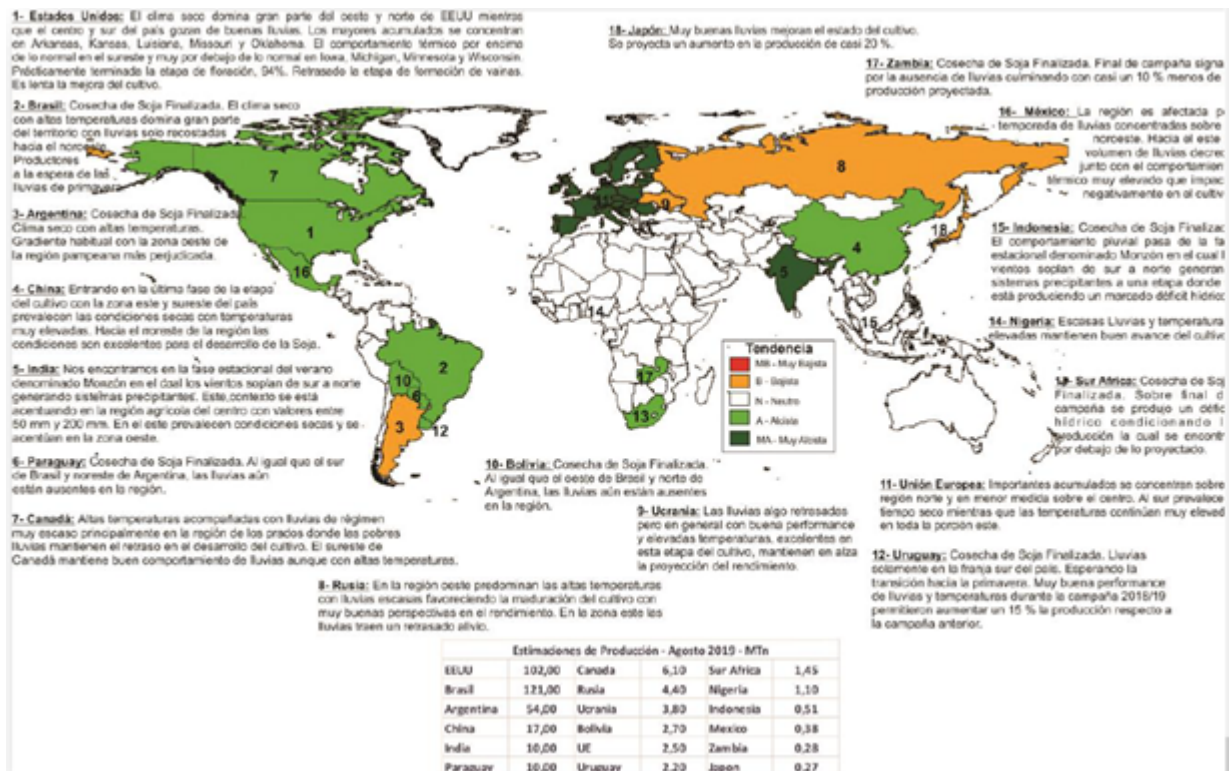 1- Estados Unidos: El clima seco domina gran parte del oeste y norte de EEUU mientras
que el centro y sur del país gozan de buenas lluvias. Los mayores acumulados se concentran
en Arkansas, Kansas, Luisiana, Missouri y Oklahoma. El comportamiento térmico por encima
de lo normal en el sureste y muy por debajo de lo normal en Iowa, Michigan, Minnesota y Wisconsin.
Prácticamente terminada la etapa de floración, 94%. Retrasado la etapa de formación de vainas.
Es lenta la mejora del cultivo.
2- Brasil: Cosecha de Soja Finalizada. El clima seco
con altas temperaturas domina gran parte
del territorio con lluvias solo recostadas
hacia el noroeste.
Productores
a la espera de las
lluvias de primavera
3- Argentina: Cosecha de Soja Finalizada
Clima seco con altas temperaturas.
Gradiente habitual con la zona oeste de
la región pampeana más perjudicada.
4- China: Entrando en la última fase de la etapa
del cultivo con la zona este y sureste del país
prevalecen las condiciones secas con temperaturas
muy elevadas. Hacia el noreste de la región las
condiciones son excelentes para el desarrollo de la Soja.
5- India: Nos encontramos en la fase estacional del verano
denominado Monzón en el cual los vientos soplan de sur a norte
generando sistemas precipitantes. Este contexto se está
acentuando en la región agrícola del centro con valores entre
50 mm y 200 mm. En el este prevalecen condiciones secas y se
acentúan en la zona oeste.
6- Paraguay: Cosecha de Soja Finalizada. Al igual que el sur
de Brasil y noreste de Argentina, las lluvias aún
están ausentes en la región.
7- Canadá: Altas temperaturas acompañadas con lluvias de régimen
muy escaso principalmente en la región de los prados donde las pobres
lluvias mantienen el retraso en el desarrollo del cultivo. El sureste de
Canadá mantiene buen comportamiento de lluvias aunque con altas temperaturas.
8- Rusia: En la región oeste predominan las altas temperaturas
con lluvias escasas favoreciendo la maduración del cultivo con
muy buenas perspectivas en el rendimiento. En la zona este las
lluvias traen un retrasado alivio.
9- Ucrania: Las lluvias algo retrasadas
pero en general con buena performance
y elevadas temperaturas, excelentes en
esta etapa del cultivo, mantienen en alza
la proyección del rendimiento.
10- Bolivia: Cosecha de Soja Finalizada.
Al igual que el oeste de Brasil y norte de
Argentina, las lluvias aún están ausentes
en la región.
18- Japón: Muy buenas lluvias mejoran el estado del cultivo.
Se proyecta un aumento en la producción de casi 20 %.
17- Zambia: Cosecha de Soja Finalizada. Final de campaña signa
por la ausencia de lluvias culminando con casi un 10 % menos de
producción proyectada.
16- México: La región es afectada p
temporada de lluvias concentradas sobre
noroeste. Hacia el este
volumen de lluvias decrec
junto con el comportamien
térmico muy elevado que impac
negativamente en el cultiv
15- Indonesia: Cosecha de Soja Finalizac
El comportamiento pluvial pasa de la fa
estacional denominado Monzón en el cual l
vientos soplan de sur a norte generan
sistemas precipitantes a una etapa donde
está produciendo un marcado déficit hídric
14- Nigeria: Escasas Lluvias y temperatura
elevadas mantienen buen avance del cultiv
13- Sur Africa: Cosecha de Soj
Finalizada. Sobre final d
campaña se produjo un défic
hídrico condicionando l
producción la cual se encontr
por debajo de lo proyectado.
11- Unión Europea: Importantes acumulados se concentran sobre
región norte y en menor medida sobre el centro. Al sur prevalece
tiempo seco mientras que las temperaturas continúan muy elevad
en toda la porción este.
12- Uruguay: Cosecha de Soja Finalizada. Lluvias
solamente en la franja sur del país. Esperando la
transición hacia la primavera. Muy buena performance
de lluvias y temperaturas durante la campaña 2018/19
permitieron aumentar un 15 % la producción respecto a
la campaña anterior.
7
1
16
2
10
6
3
12
8
9
5
4
18
14
15
17
13
Tendencia
MB - Muy Bajista
B - Bajista
N - Neutro
A - Alcista
MA - Muy Alcista
Estimaciones de Producción - Agosto 2019 - MTn
EEUU 102,00 Canada 6,10 Sur Africa 1,45
Brasil 121,00 Rusia 4,40 Nigeria 1,10
Argentina 54,00 Ucrania 3,80 Indonesia 0,51
China 17,00 Bolivia 2,70 Mexico 0,38
India 10,00 UE 2,50 Zambia 0,28
Paraguay 10,00 Uruguay 2,20 Japon 0,27